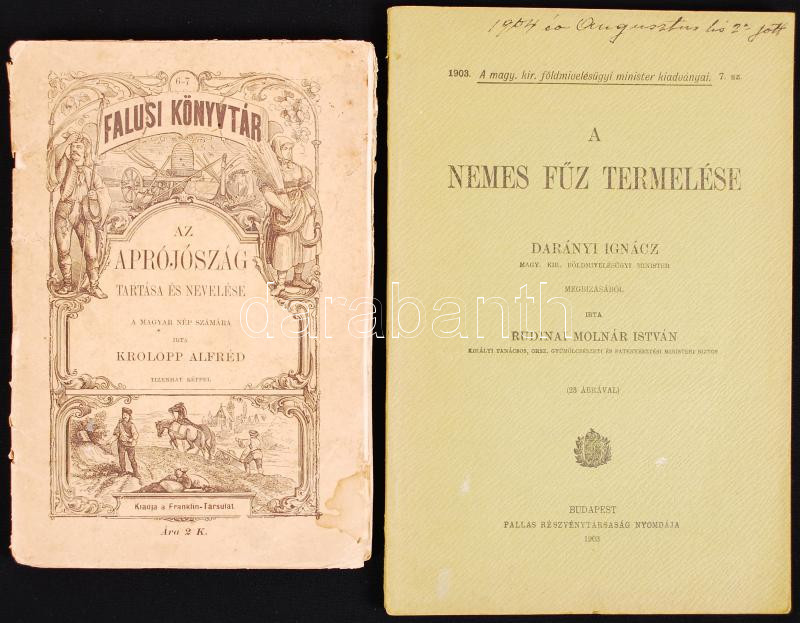 6-7
FALUSI KÖNYVTÁR
AZ
APRÓJÓSZÁG
TARTÁSA ÉS NEVELÉSE
A MAGYAR NÉP SZÁMÁRA
IRTA
KROLOPP ALFRÉD
TIZENHAT KÉPPEL
Kiadja a Franklin-Társulat
Ára 2 K.
1904 év Augusztus hó 2án jött
1903. A magy. kir. földmivelésügyi minister kiadványai. 7. sz.
A
NEMES FŰZ TERMELÉSE
DARÁNYI IGNÁCZ
MAGY. KIR. FÖLDMIVELÉSÜGYI MINISTER
MEGBIZÁSÁBÓL
IRTA
RUDINAI MOLNÁR ISTVÁN
KIRÁLYI TANÁCSOS, ORSZ. GYÜMÖLCSÉSZETI ÉS FATENYÉSZTÉSI MINISTERI BIZTOS
(23 ÁBRÁVAL)
BUDAPEST
PALLAS RÉSZVÉNYTÁRSASÁG NYOMDÁJA
1903
darabanth